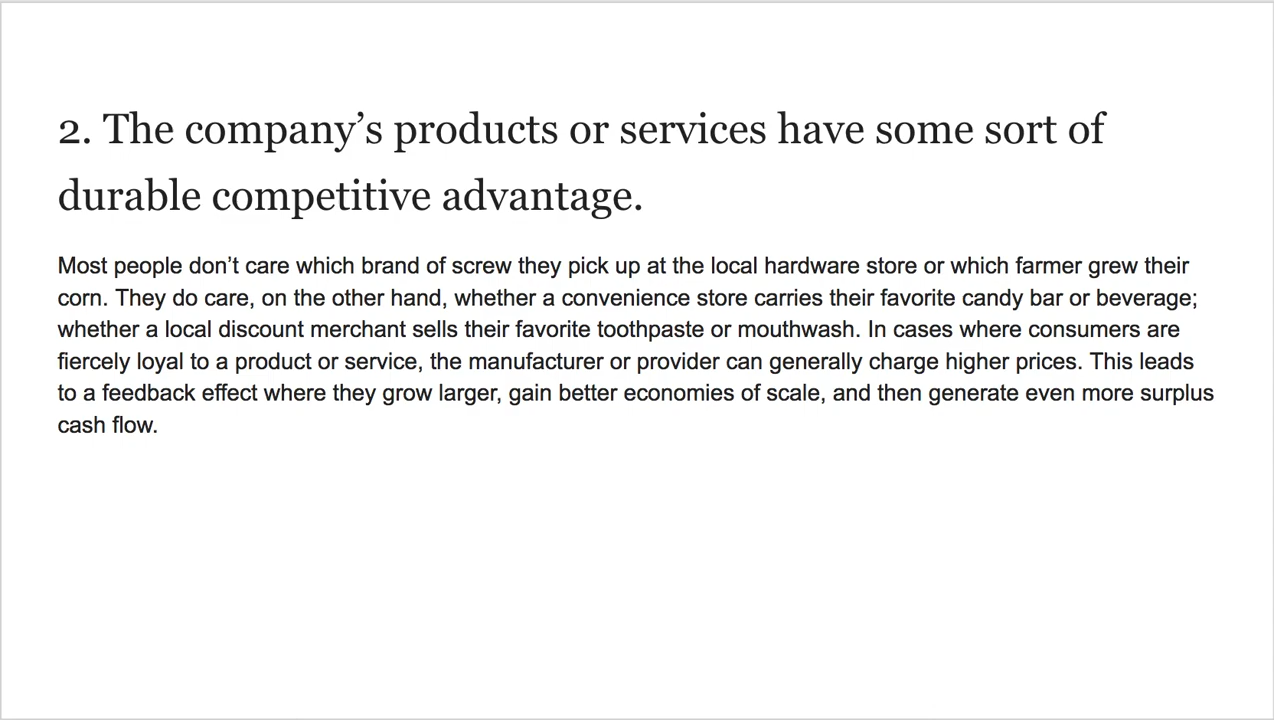 2. The company’s products or services have some sort of
durable competitive advantage.
Most people don’t care which brand of screw they pick up at the local hardware store or which farmer grew their
corn. They do care, on the other hand, whether a convenience store carries their favorite candy bar or beverage;
whether a local discount merchant sells their favorite toothpaste or mouthwash. In cases where consumers are
fiercely loyal to a product or service, the manufacturer or provider can generally charge higher prices. This leads
to a feedback effect where they grow larger, gain better economies of scale, and then generate even more surplus
cash flow.